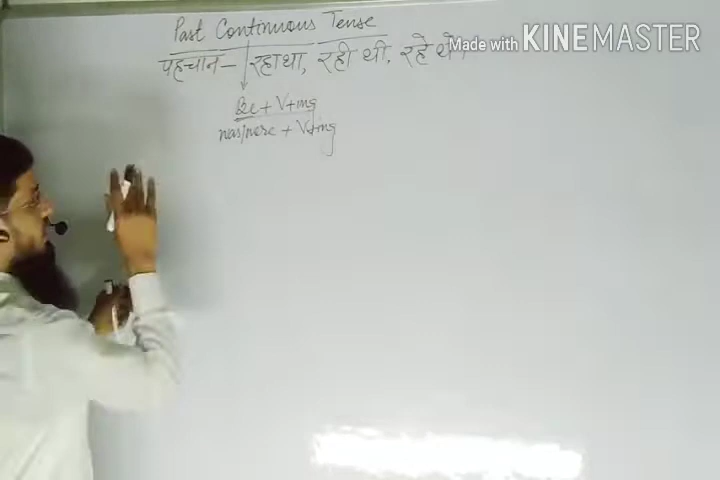 Past Continuous Tense
Made with KINEMASTER
पहचान - रहा था, रही थी, रहे थे।
Be + V+ing
was/were + V+ing